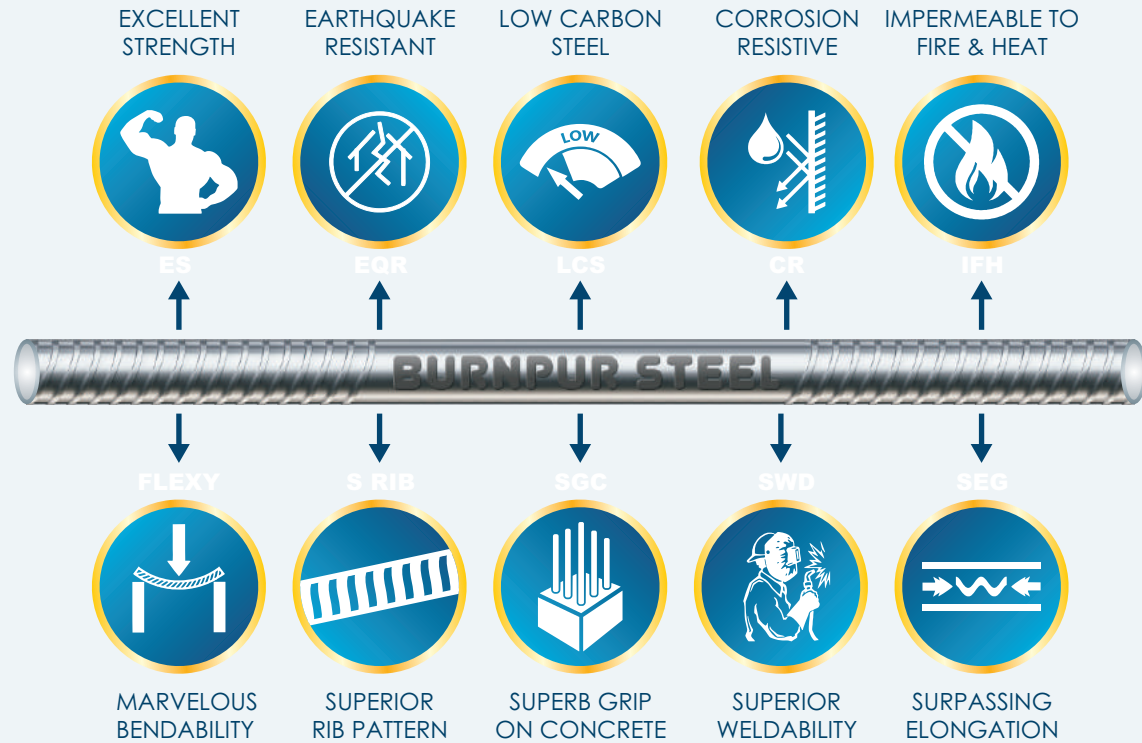 EXCELLENT
STRENGTH
EARTHQUAKE
RESISTANT
LOW CARBON
STEEL
CORROSION
RESISTIVE
IMPERMEABLE TO
FIRE & HEAT
LOW
ES
EQR
LCS
CR
IFH
BURNPUR STEEL
FLEXY
S RIB
SGC
SWD
SEG
MARVELOUS
BENDABILITY
SUPERIOR
RIB PATTERN
SUPERB GRIP
ON CONCRETE
SUPERIOR
WELDABILITY
SURPASSING
ELONGATION